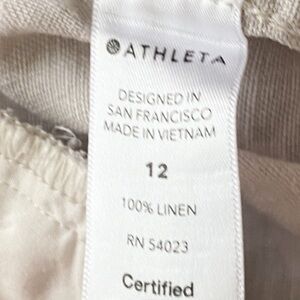 ATHLETA
DESIGNED IN
SAN FRANCISCO
MADE IN VIETNAM
12
100% LINEN
RN 54023
Certified